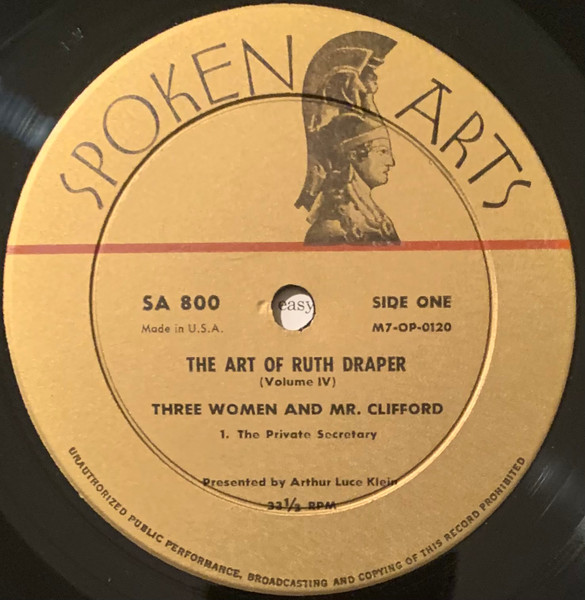 SPOKEN ARTS
SA 800
easy
SIDE ONE
Made in U.S.A.
M7-OP-0120
THE ART OF RUTH DRAPER
(Volume IV)
THREE WOMEN AND MR. CLIFFORD
1. The Private Secretary
Presented by Arthur Luce Klein
33⅓ RPM
UNAUTHORIZED PUBLIC PERFORMANCE, BROADCASTING AND COPYING OF THIS RECORD PROHIBITED